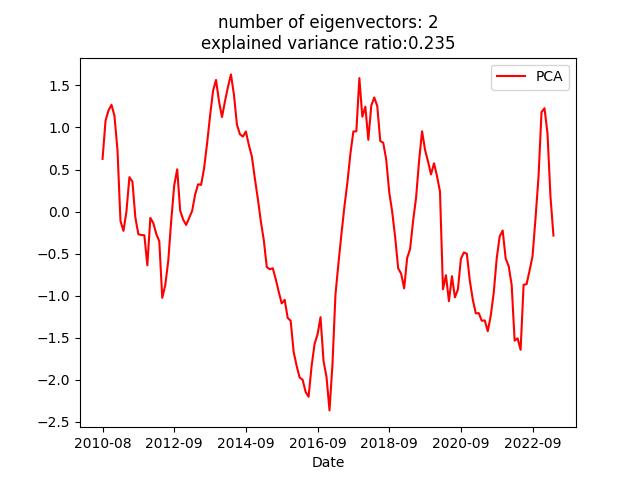 number of eigenvectors: 2
explained variance ratio:0.235
PCA
1.5
1.0
0.5
0.0
−0.5
−1.0
−1.5
−2.0
−2.5
2010-08 2012-09 2014-09 2016-09 2018-09 2020-09 2022-09
Date